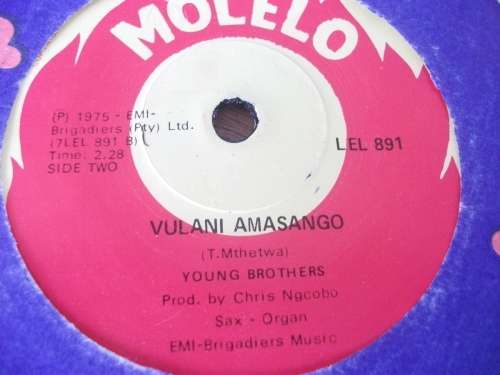 MOLELO
(P) 1975 - EMI-
Brigadiers (Pty) Ltd.
(7LEL 891 B)
Time: 2.28
SIDE TWO
LEL 891
VULANI AMASANGO
(T.Mthetwa)
YOUNG BROTHERS
Prod. by Chris Ngcobo
Sax - Organ
EMI-Brigadiers Music